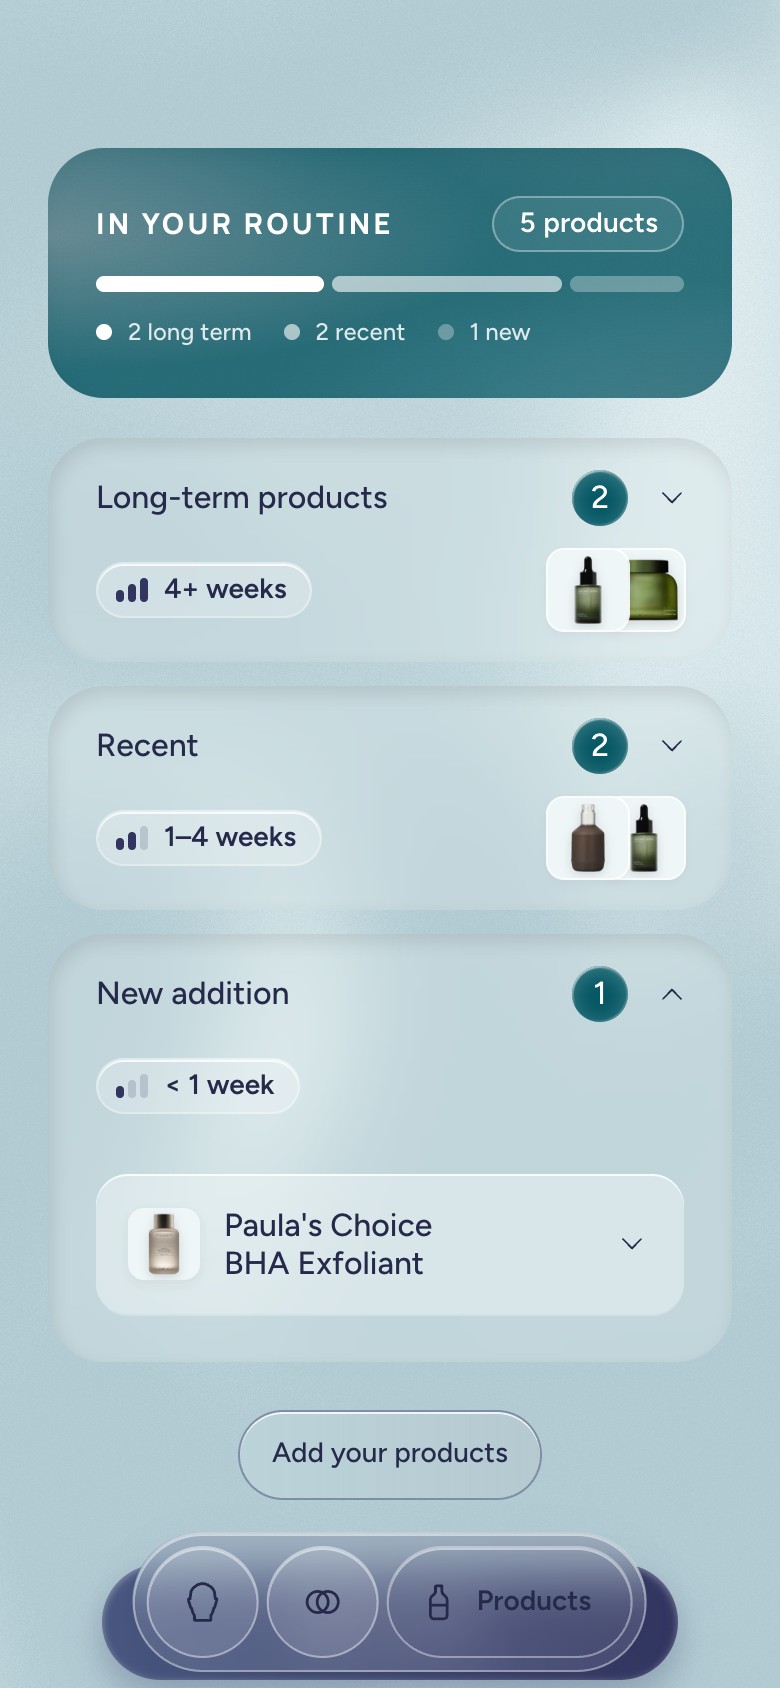 IN YOUR ROUTINE
5 products
2 long term
2 recent
1 new
Long-term products
2
4+ weeks
Recent
2
1–4 weeks
New addition
1
< 1 week
Paula's Choice
BHA Exfoliant
Add your products
Products